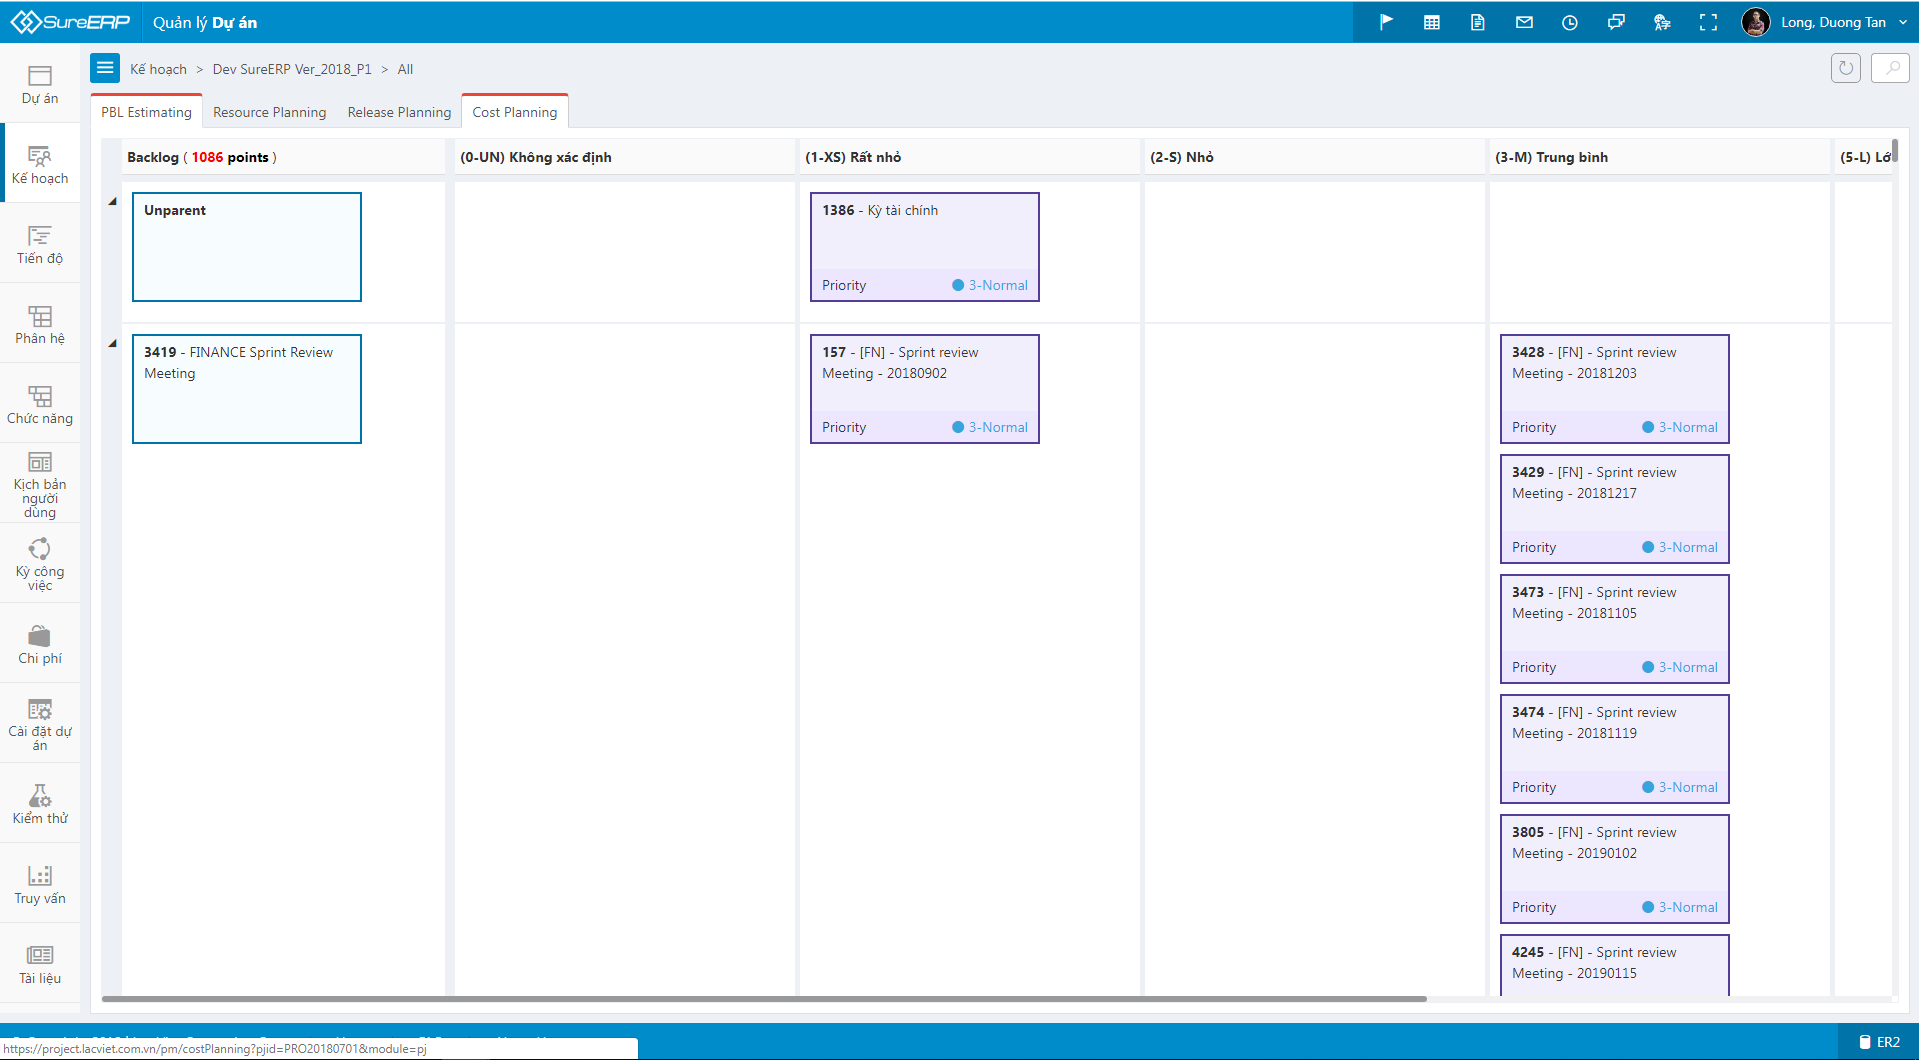 SureERP
Quản lý Dự án
Long, Duong Tan
Kế hoạch > Dev SureERP Ver_2018_P1 > All
PBL Estimating
Resource Planning
Release Planning
Cost Planning
Dự án
Kế hoạch
Tiến độ
Phân hệ
Chức năng
Kịch bản
người
dùng
Kỳ công
việc
Chi phí
Cài đặt dự
án
Kiểm thử
Truy vấn
Tài liệu
Backlog ( 1086 points )
(0-UN) Không xác định
(1-XS) Rất nhỏ
(2-S) Nhỏ
(3-M) Trung bình
(5-L)
Unparent
1386 - Kỳ tài chính
Priority
3-Normal
3419 - FINANCE Sprint Review
Meeting
157 - [FN] - Sprint review
Meeting - 20180902
Priority
3-Normal
3428 - [FN] - Sprint review
Meeting - 20181203
Priority
3-Normal
3429 - [FN] - Sprint review
Meeting - 20181217
Priority
3-Normal
3473 - [FN] - Sprint review
Meeting - 20181105
Priority
3-Normal
3474 - [FN] - Sprint review
Meeting - 20181119
Priority
3-Normal
3805 - [FN] - Sprint review
Meeting - 20190102
Priority
3-Normal
4245 - [FN] - Sprint review
Meeting - 20190115
https://project.lacviet.com.vn/pm/costPlanning?pjid=PRO20180701&module=pj
ER2